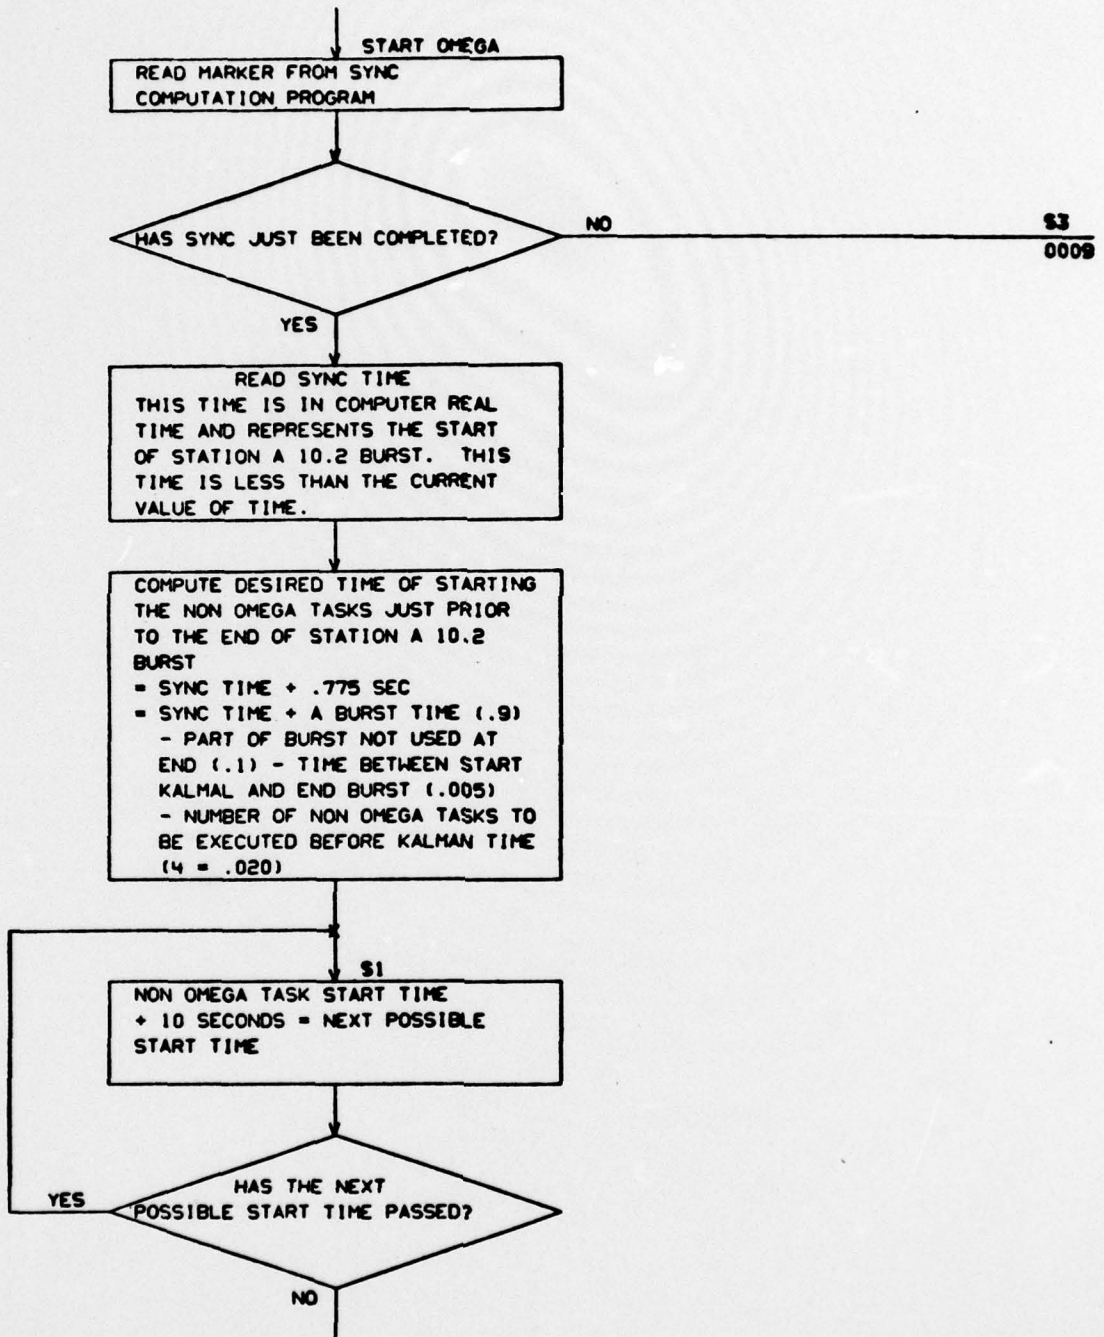 START OMEGA
READ MARKER FROM SYNC
COMPUTATION PROGRAM
HAS SYNC JUST BEEN COMPLETED?
NO
S3
0009
YES
READ SYNC TIME
THIS TIME IS IN COMPUTER REAL
TIME AND REPRESENTS THE START
OF STATION A 10.2 BURST. THIS
TIME IS LESS THAN THE CURRENT
VALUE OF TIME.
COMPUTE DESIRED TIME OF STARTING
THE NON OMEGA TASKS JUST PRIOR
TO THE END OF STATION A 10.2
BURST
= SYNC TIME + .775 SEC
= SYNC TIME + A BURST TIME (.9)
- PART OF BURST NOT USED AT
END (.1) - TIME BETWEEN START
KALMAL AND END BURST (.005)
- NUMBER OF NON OMEGA TASKS TO
BE EXECUTED BEFORE KALMAN TIME
(4 = .020)
S1
NON OMEGA TASK START TIME
+ 10 SECONDS = NEXT POSSIBLE
START TIME
HAS THE NEXT
YES
POSSIBLE START TIME PASSED?
NO